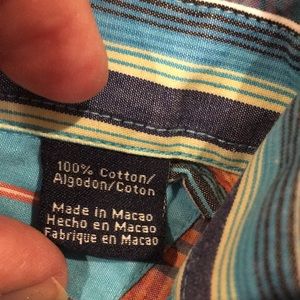 100% Cotton/
Algodon/Coton
Made in Macao
Hecho en Macao
Fabrique en Macao